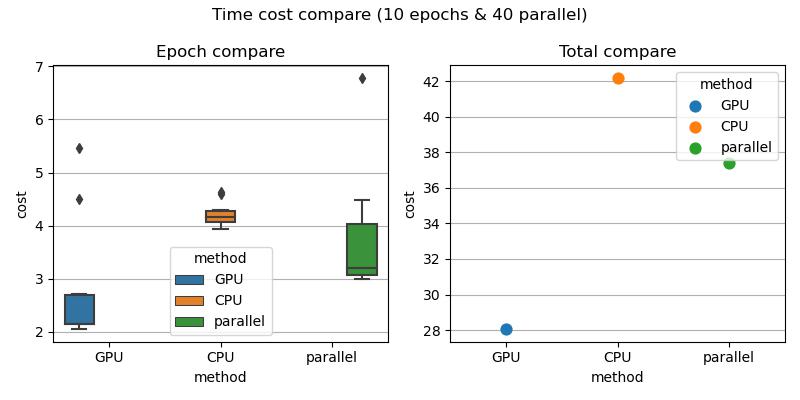 Time cost compare (10 epochs & 40 parallel)
Epoch compare
7
6
5
4
3
2
cost
GPU
CPU
parallel
method
method
GPU
CPU
parallel
Total compare
42
40
38
36
34
32
30
28
cost
GPU
CPU
parallel
method
method
GPU
CPU
parallel